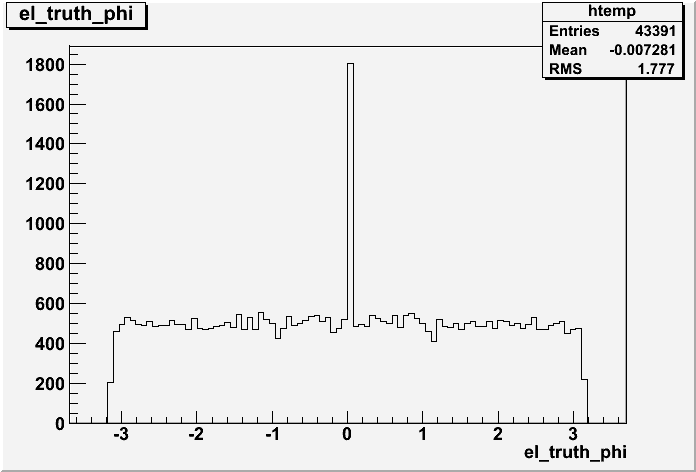 el_truth_phi
htemp
Entries 43391
Mean -0.007281
RMS 1.777
1800
1600
1400
1200
1000
800
600
400
200
0
-3 -2 -1 0 1 2 3
el_truth_phi